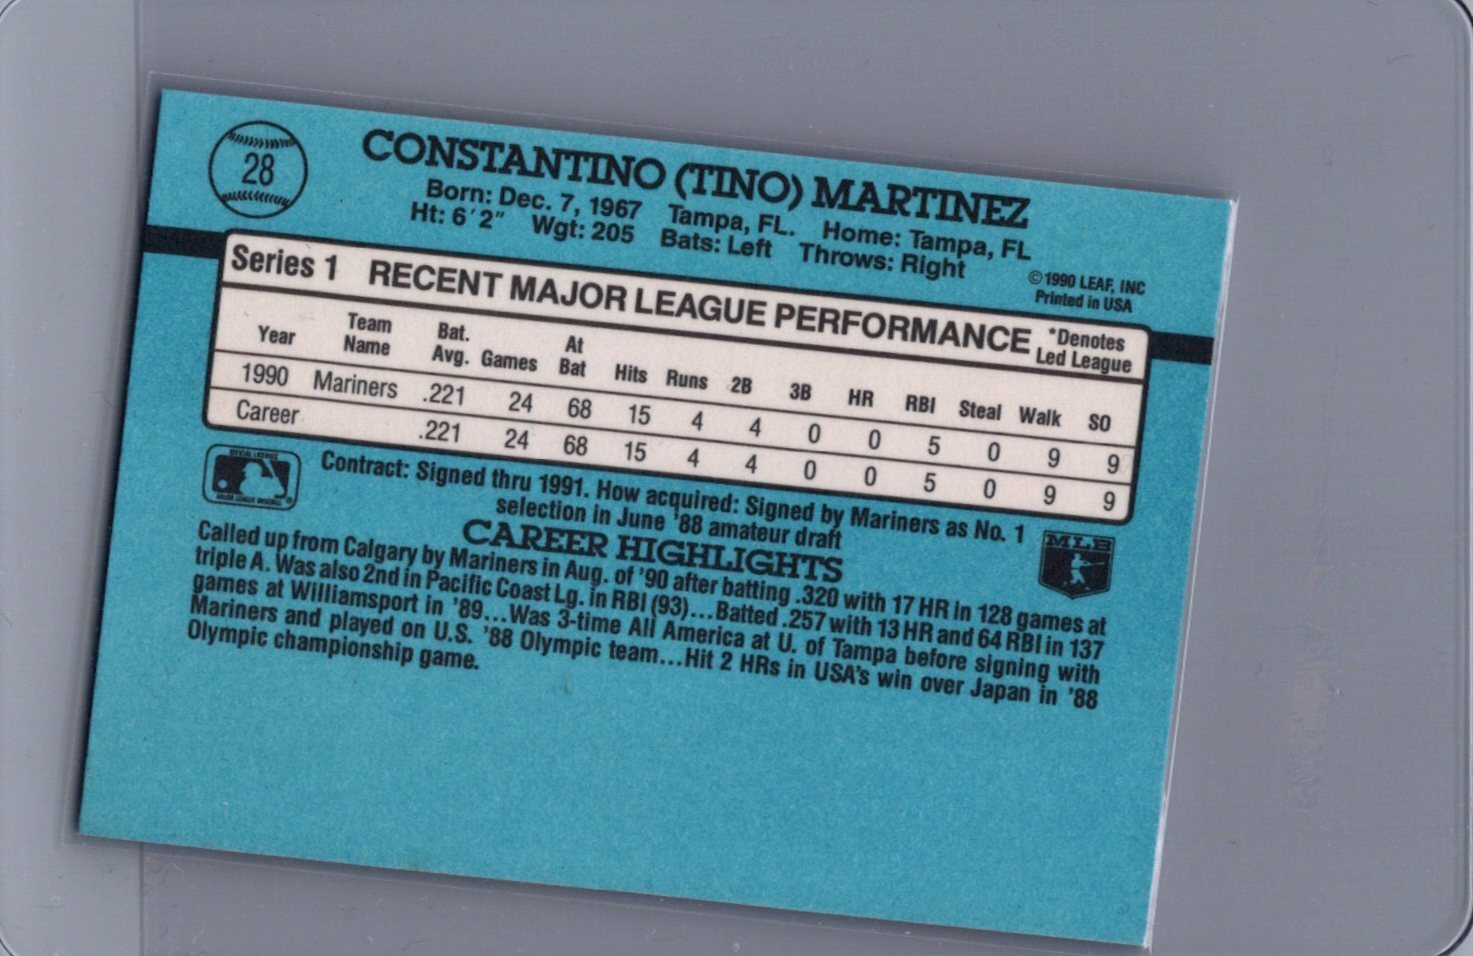 28
CONSTANTINO (TINO) MARTINEZ
Born: Dec. 7, 1967 Tampa, FL. Home: Tampa, FL
Ht: 6'2" Wgt: 205 Bats: Left Throws: Right
© 1990 LEAF, INC
Printed in USA
Series 1 RECENT MAJOR LEAGUE PERFORMANCE *Denotes Led League
Year Team Name Bat. Avg. Games At Bat Hits Runs 2B 3B HR RBI Steal Walk SO
1990 Mariners .221 24 68 15 4 4 0 0 5 0 9 9
Career .221 24 68 15 4 4 0 0 5 0 9 9
Contract: Signed thru 1991. How acquired: Signed by Mariners as No. 1
selection in June '88 amateur draft
MLB
CAREER HIGHLIGHTS
Called up from Calgary by Mariners in Aug. of '90 after batting .320 with 17 HR in 128 games at
triple A. Was also 2nd in Pacific Coast Lg. in RBI (93)...Batted .257 with 13 HR and 64 RBI in 137
games at Williamsport in '89...Was 3-time All America at U. of Tampa before signing with
Mariners and played on U.S. '88 Olympic team...Hit 2 HRs in USA's win over Japan in '88
Olympic championship game.